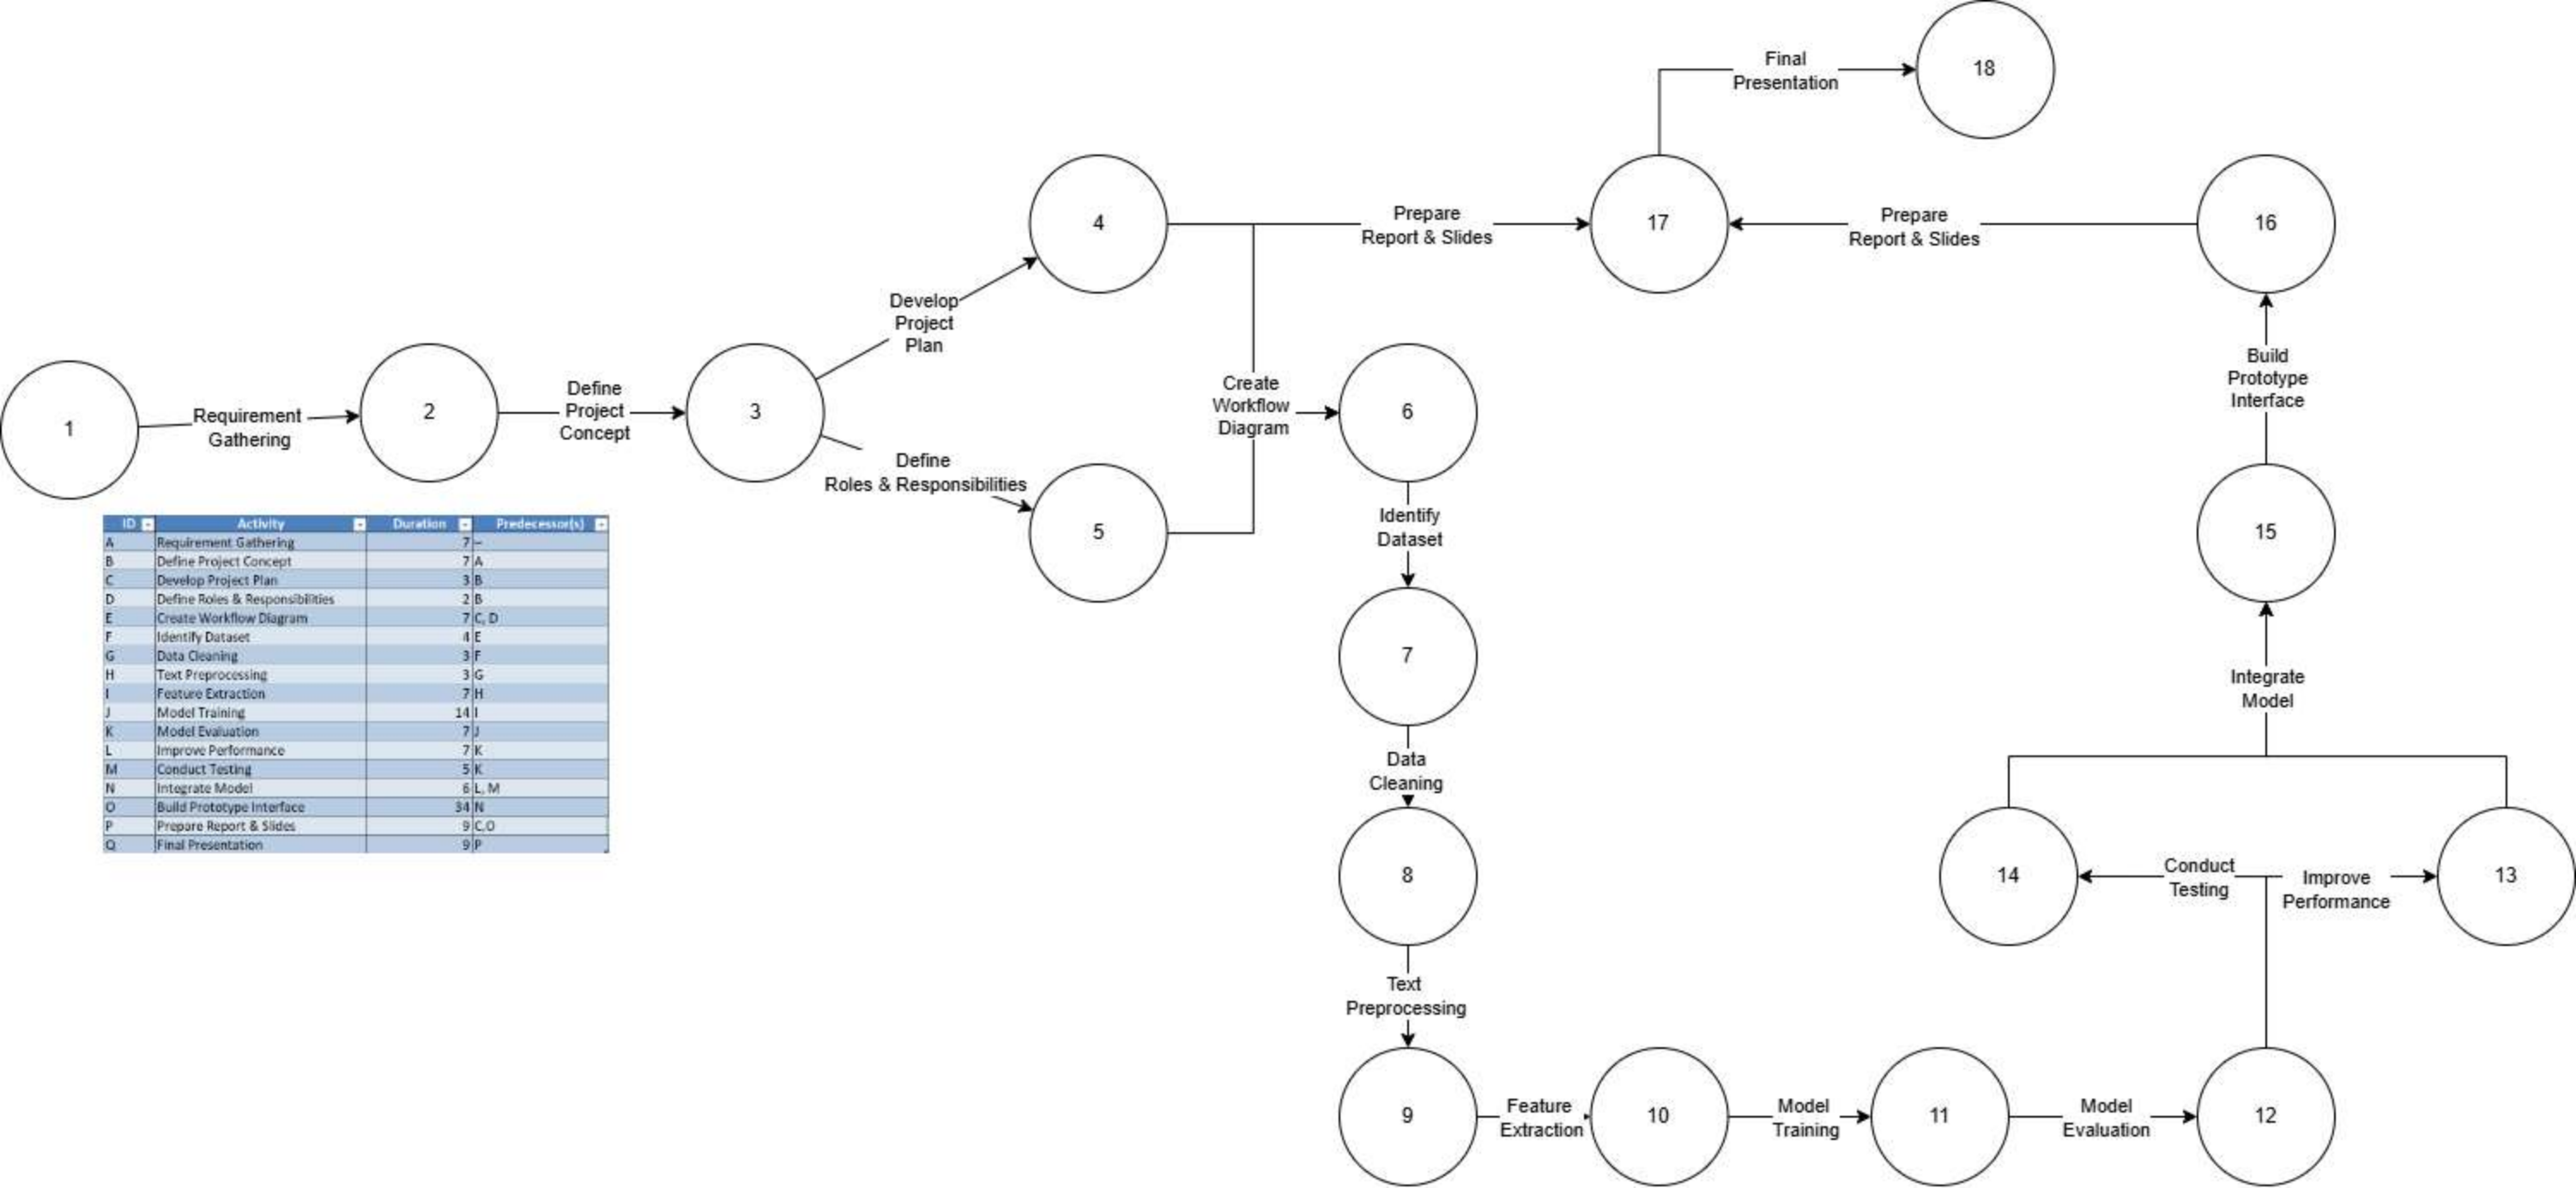 Final
Presentation
18
4
Prepare
Report & Slides
17
Prepare
Report & Slides
16
Develop
Project
Plan
1
Requirement
Gathering
2
Define
Project
Concept
3
Create
Workflow
Diagram
6
Build
Prototype
Interface
Define
Roles & Responsibilities
5
Identify
Dataset
15
ID Activity Duration Predecessor(s)
A Requirement Gathering 7 –
B Define Project Concept 7 A
C Develop Project Plan 3 B
D Define Roles & Responsibilities 2 B
E Create Workflow Diagram 7 C, D
F Identify Dataset 4 E
G Data Cleaning 3 F
H Text Preprocessing 3 G
I Feature Extraction 7 H
J Model Training 14 I
K Model Evaluation 7 J
L Improve Performance 7 K
M Conduct Testing 5 K
N Integrate Model 6 L, M
O Build Prototype Interface 34 N
P Prepare Report & Slides 9 C,O
Q Final Presentation 9 P
7
Integrate
Model
Data
Cleaning
8
14
Conduct
Testing
Improve
Performance
13
Text
Preprocessing
9
Feature
Extraction
10
Model
Training
11
Model
Evaluation
12